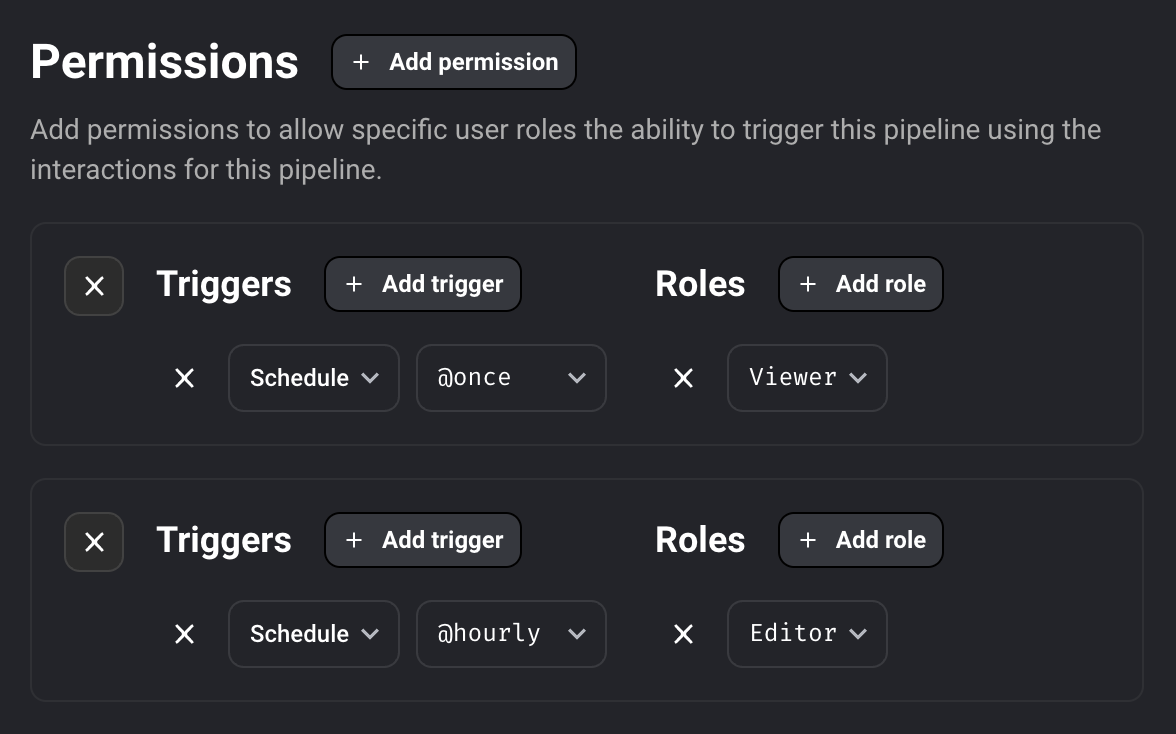 Permissions
+ Add permission
Add permissions to allow specific user roles the ability to trigger this pipeline using the
interactions for this pipeline.
Triggers
+ Add trigger
Roles
+ Add role
Schedule
@once
Viewer
Triggers
+ Add trigger
Roles
+ Add role
Schedule
@hourly
Editor